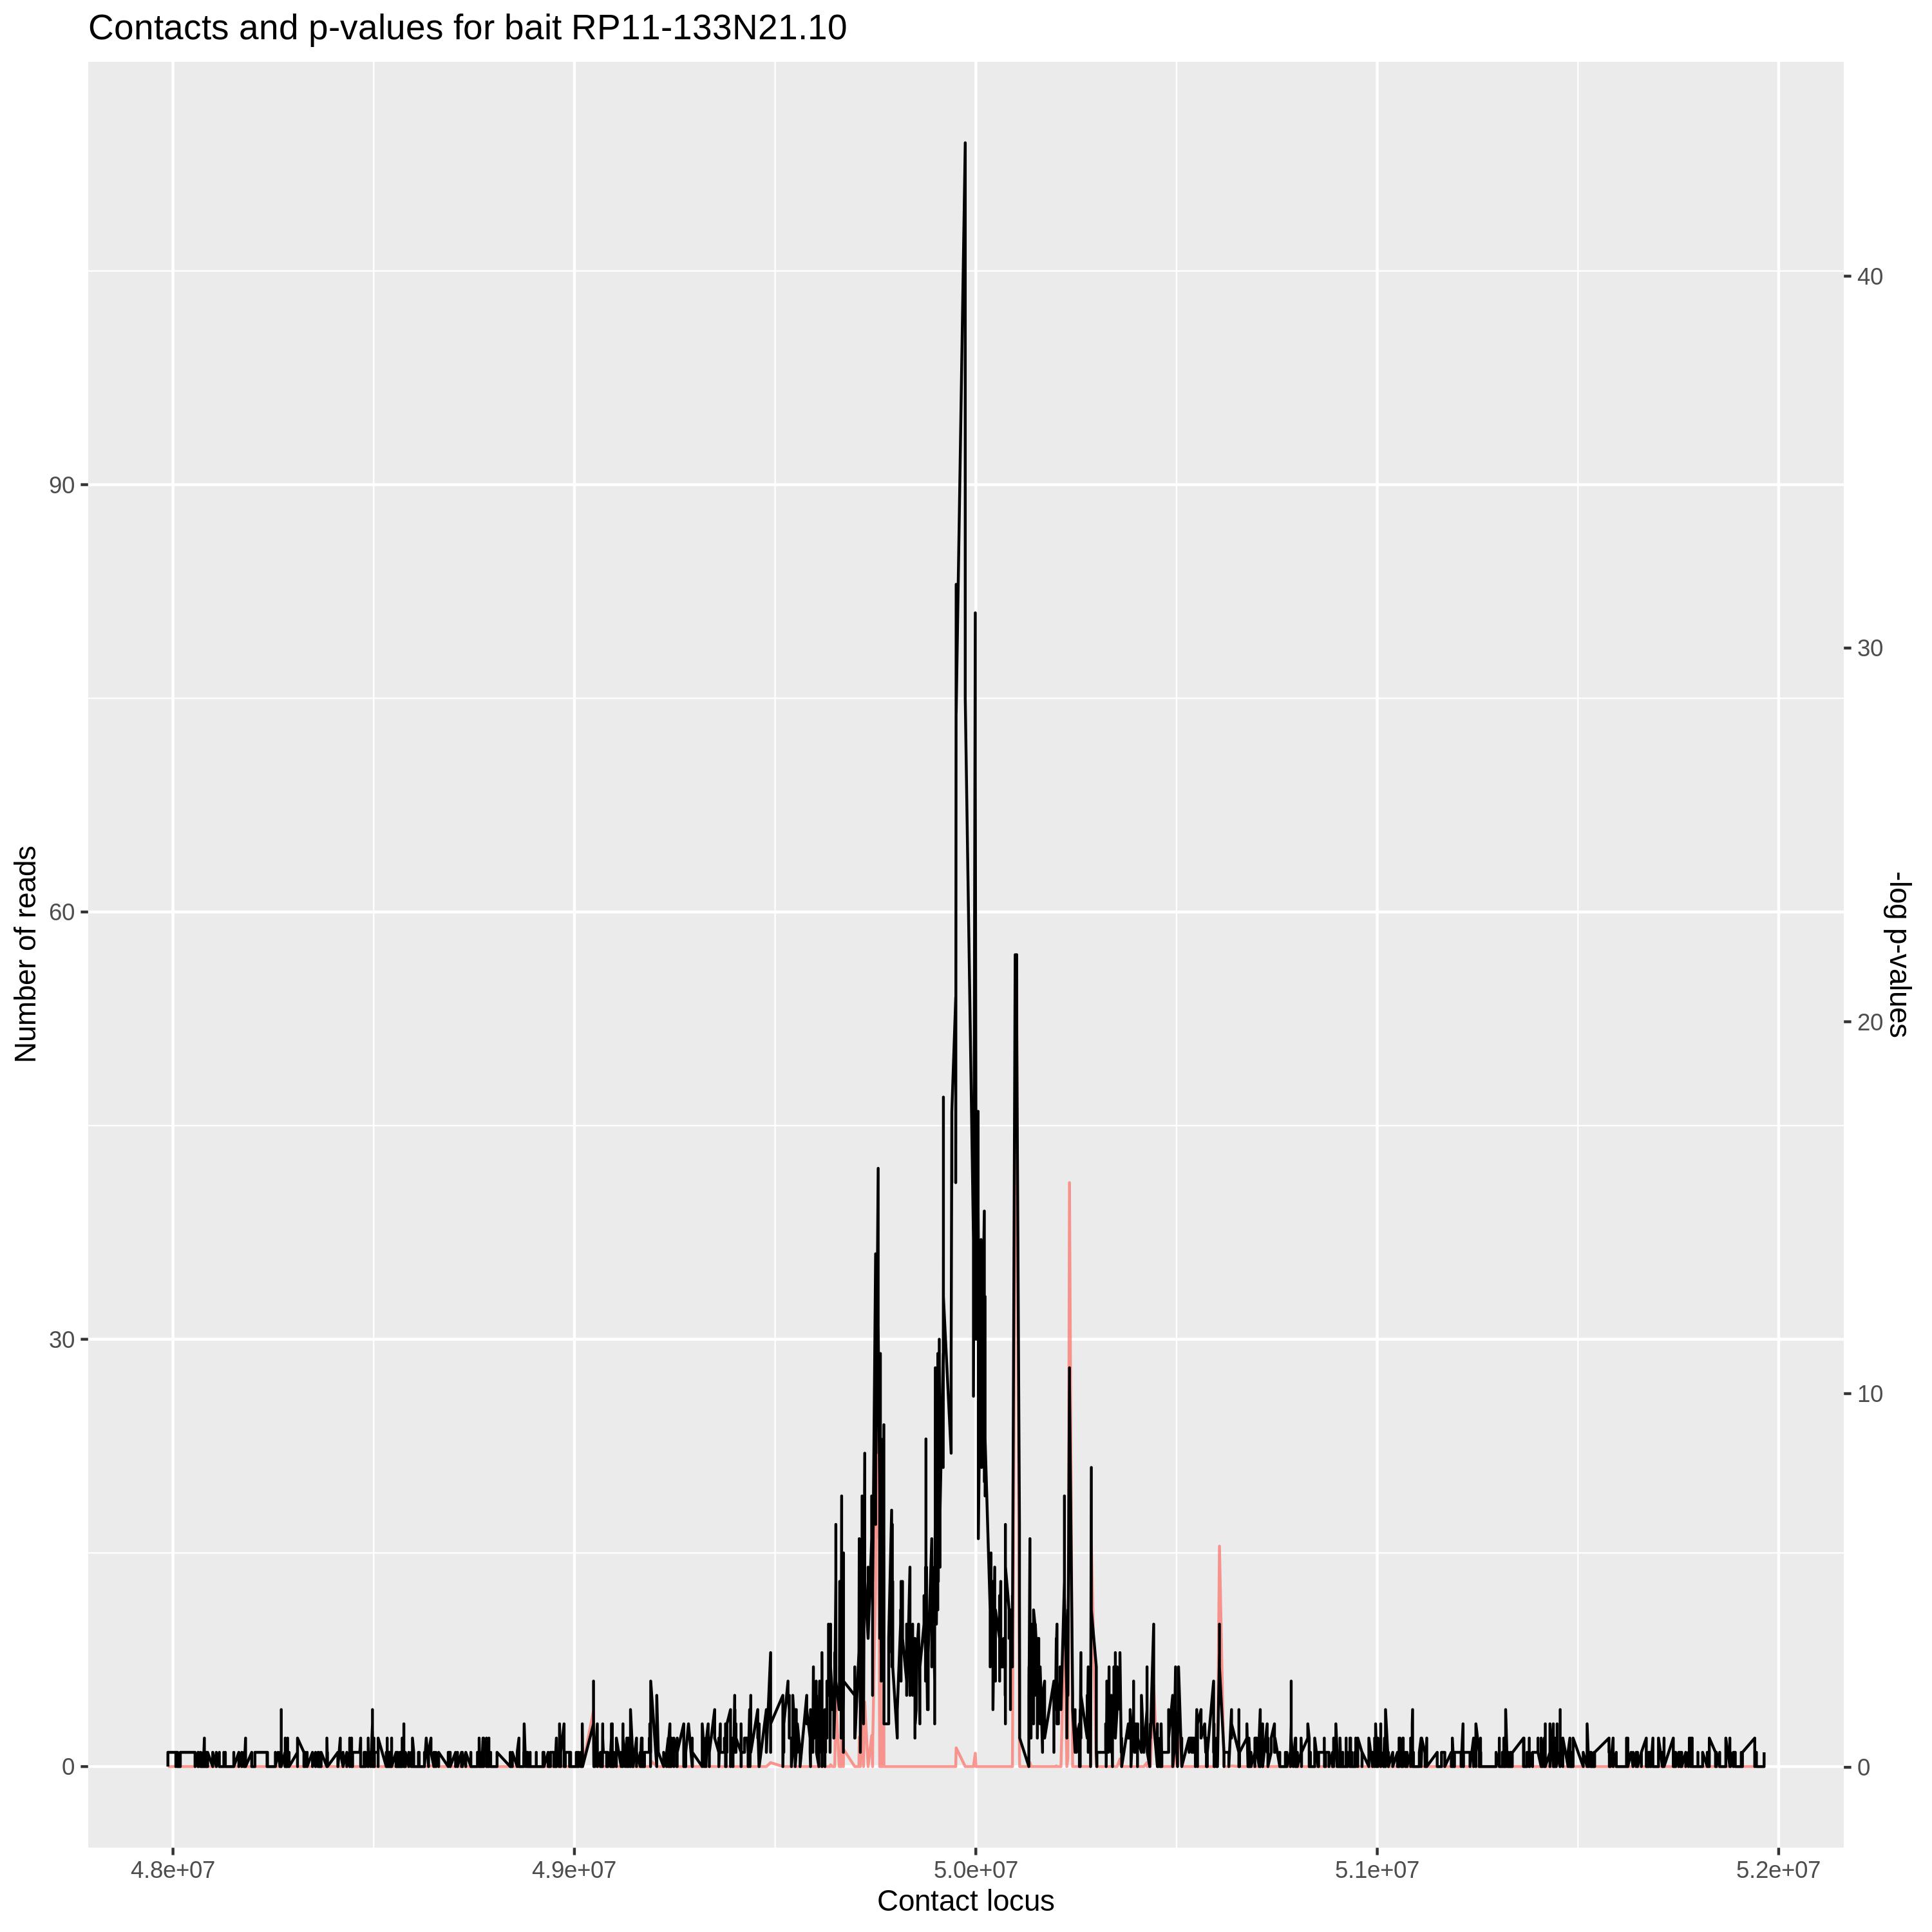 Contacts and p-values for bait RP11-133N21.10
Number of reads
90
60
30
0
40
30
20
10
0
-log p-values
4.8e+07 4.9e+07 5.0e+07 5.1e+07 5.2e+07
Contact locus